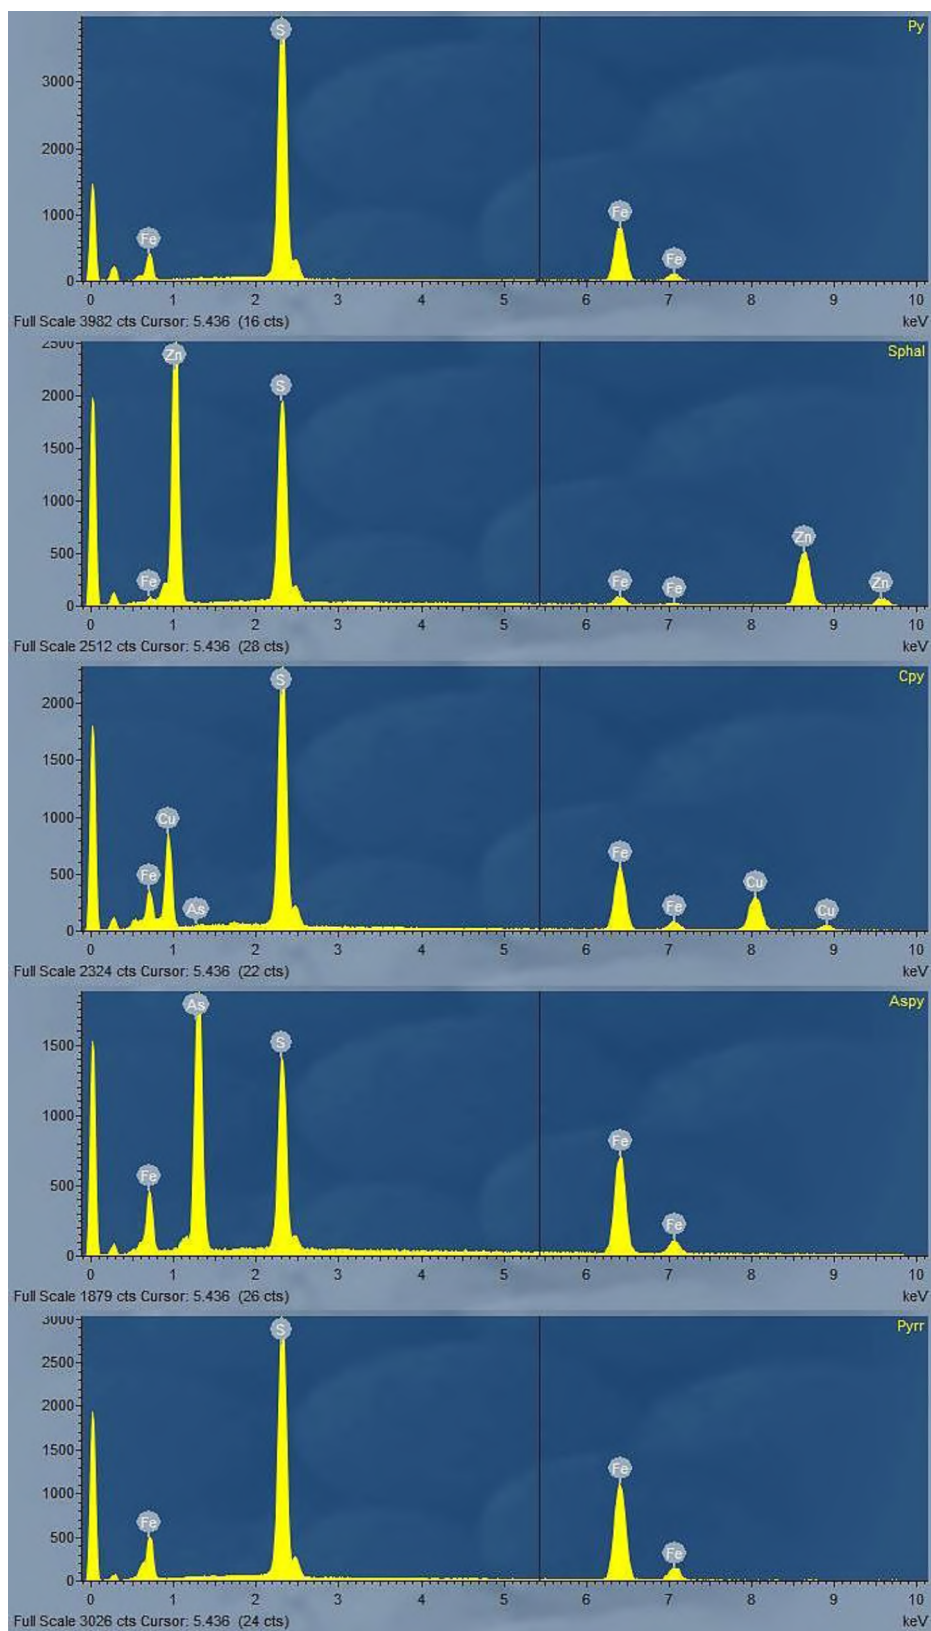 Py
S
3000
2000
Fe
1000
Fe
Fe
0
0 1 2 3 4 5 6 7 8 9 10
Full Scale 3982 cts Cursor: 5.436 (16 cts)
keV
2500
Sphal
Zn
S
2000
1500
1000
Zn
500
Fe
Fe
Fe
Zn
0
0 1 2 3 4 5 6 7 8 9 10
Full Scale 2512 cts Cursor: 5.436 (28 cts)
keV
Cpy
S
2000
1500
1000
Cu
Fe
500
Fe
Cu
As
Fe
Cu
0
0 1 2 3 4 5 6 7 8 9 10
Full Scale 2324 cts Cursor: 5.436 (22 cts)
keV
Aspy
As
S
1500
1000
Fe
500
Fe
Fe
0
0 1 2 3 4 5 6 7 8 9 10
Full Scale 1879 cts Cursor: 5.436 (26 cts)
keV
3000
Pyrr
S
2500
2000
1500
Fe
1000
500
Fe
Fe
0
0 1 2 3 4 5 6 7 8 9 10
Full Scale 3026 cts Cursor: 5.436 (24 cts)
keV